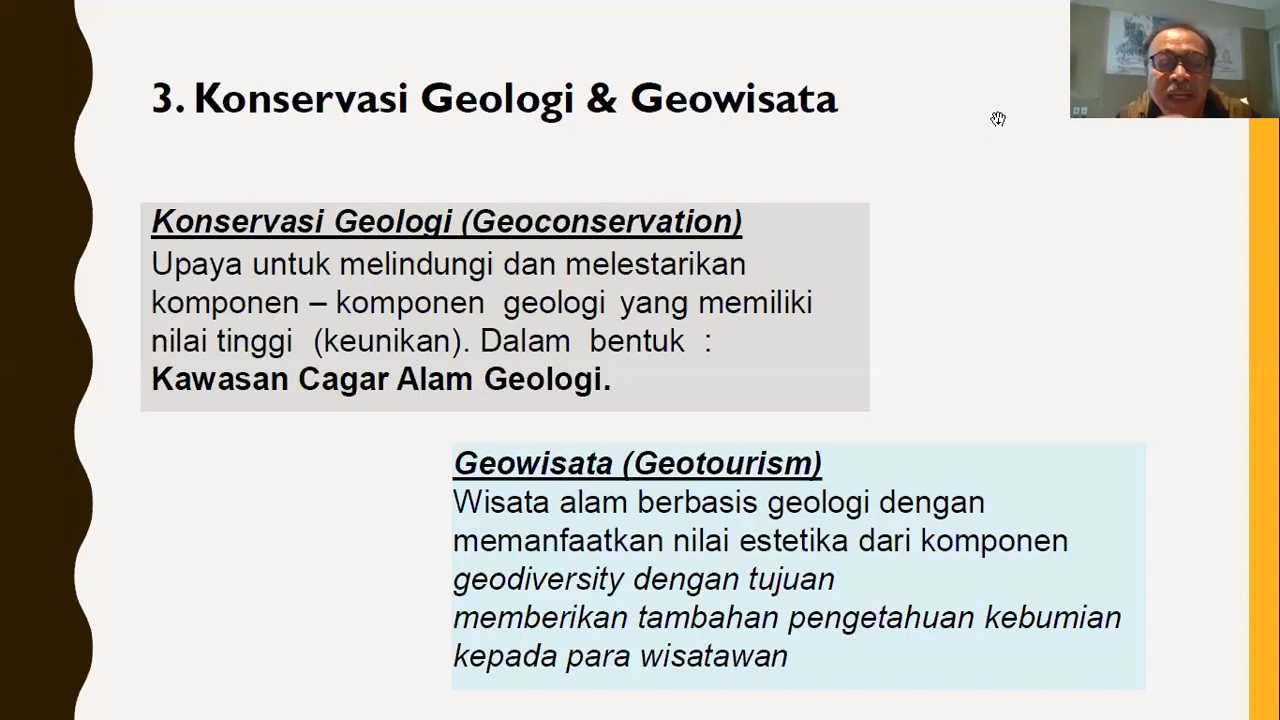 3. Konservasi Geologi & Geowisata
Konservasi Geologi (Geoconservation)
Upaya untuk melindungi dan melestarikan
komponen – komponen geologi yang memiliki
nilai tinggi (keunikan). Dalam bentuk :
Kawasan Cagar Alam Geologi.
Geowisata (Geotourism)
Wisata alam berbasis geologi dengan
memanfaatkan nilai estetika dari komponen
geodiversity dengan tujuan
memberikan tambahan pengetahuan kebumian
kepada para wisatawan